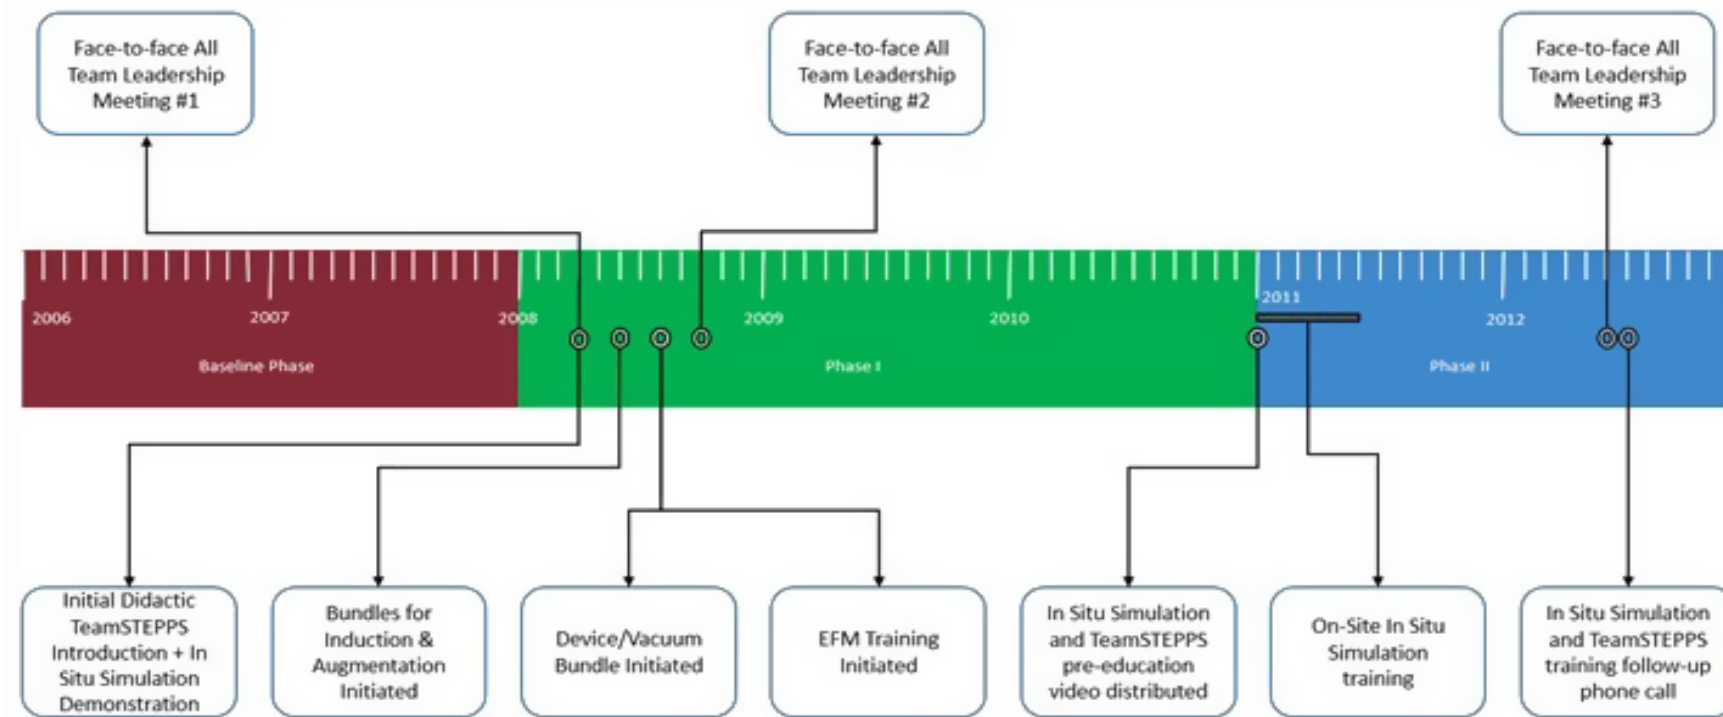 Face-to-face All
Team Leadership
Meeting #1
Face-to-face All
Team Leadership
Meeting #2
Face-to-face All
Team Leadership
Meeting #3
2006
2007
2008
2009
2010
2011
2012
Baseline Phase
Phase I
Phase II
Initial Didactic
TeamSTEPPS
Introduction + In
Situ Simulation
Demonstration
Bundles for
Induction &
Augmentation
Initiated
Device/Vacuum
Bundle Initiated
EFM Training
Initiated
In Situ Simulation
and TeamSTEPPS
pre-education
video distributed
On-Site In Situ
Simulation
training
In Situ Simulation
and TeamSTEPPS
training follow-up
phone call